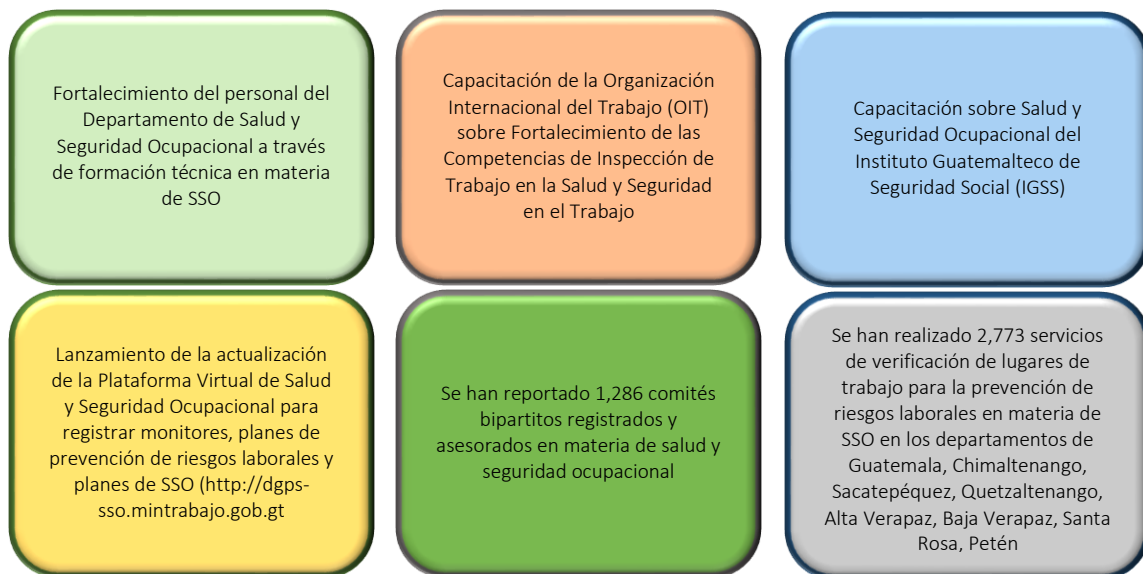 Fortalecimiento del personal del
Departamento de Salud y
Seguridad Ocupacional a través
de formación técnica en materia
de SSO
Capacitación de la Organización
Internacional del Trabajo (OIT)
sobre Fortalecimiento de las
Competencias de Inspección de
Trabajo en la Salud y Seguridad
en el Trabajo
Capacitación sobre Salud y
Seguridad Ocupacional del
Instituto Guatemalteco de
Seguridad Social (IGSS)
Lanzamiento de la actualización
de la Plataforma Virtual de Salud
y Seguridad Ocupacional para
registrar monitores, planes de
prevención de riesgos laborales y
planes de SSO (http://dgps-
sso.mintrabajo.gob.gt
Se han reportado 1,286 comités
bipartitos registrados y
asesorados en materia de salud y
seguridad ocupacional
Se han realizado 2,773 servicios
de verificación de lugares de
trabajo para la prevención de
riesgos laborales en materia de
SSO en los departamentos de
Guatemala, Chimaltenango,
Sacatepéquez, Quetzaltenango,
Alta Verapaz, Baja Verapaz, Santa
Rosa, Petén